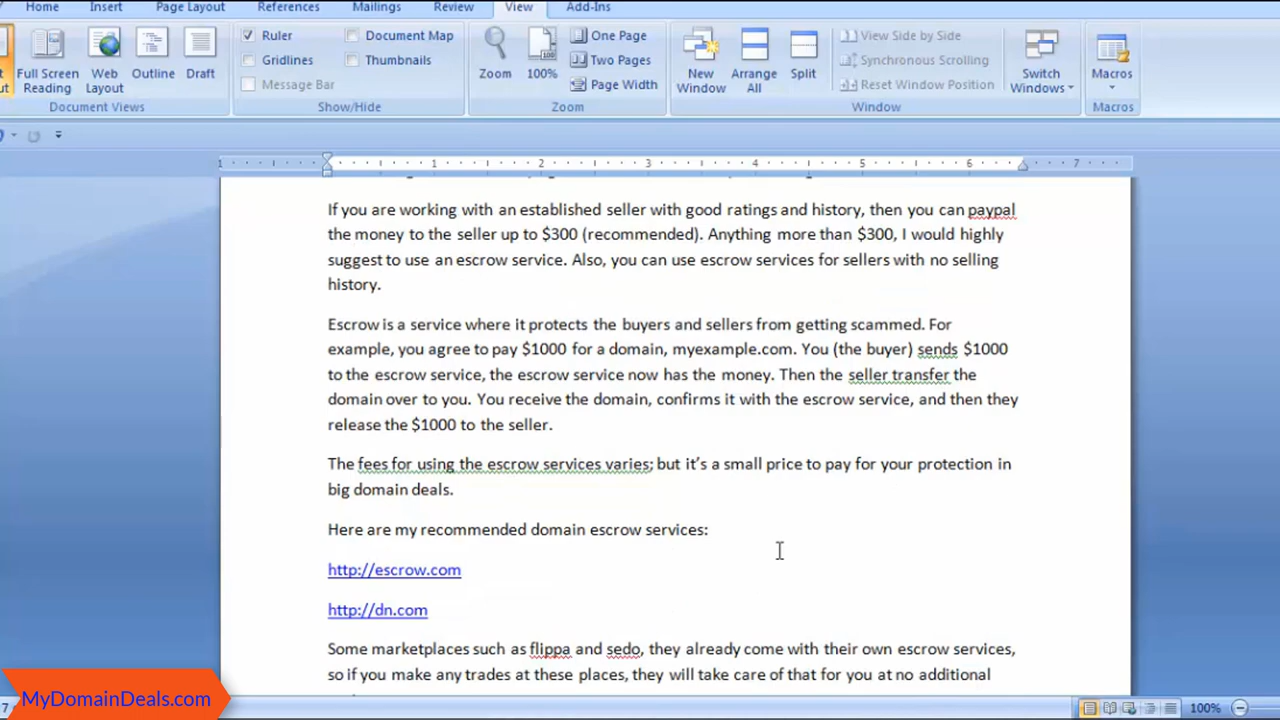 Home Insert Page Layout References Mailings Review View Add-Ins
Full Screen Reading
Web Layout
Outline
Draft
Document Views
Ruler
Gridlines
Message Bar
Document Map
Thumbnails
Show/Hide
Zoom
100%
One Page
Two Pages
Page Width
Zoom
New Window
Arrange All
Split
View Side by Side
Synchronous Scrolling
Reset Window Position
Window
Switch Windows
Macros
Macros
1 1 2 3 4 5 6 7
If you are working with an established seller with good ratings and history, then you can paypal
the money to the seller up to $300 (recommended). Anything more than $300, I would highly
suggest to use an escrow service. Also, you can use escrow services for sellers with no selling
history.
Escrow is a service where it protects the buyers and sellers from getting scammed. For
example, you agree to pay $1000 for a domain, myexample.com. You (the buyer) sends $1000
to the escrow service, the escrow service now has the money. Then the seller transfer the
domain over to you. You receive the domain, confirms it with the escrow service, and then they
release the $1000 to the seller.
The fees for using the escrow services varies; but it's a small price to pay for your protection in
big domain deals.
Here are my recommended domain escrow services:
http://escrow.com
http://dn.com
Some marketplaces such as flippa and sedo, they already come with their own escrow services,
so if you make any trades at these places, they will take care of that for you at no additional
MyDomainDeals.com
100%